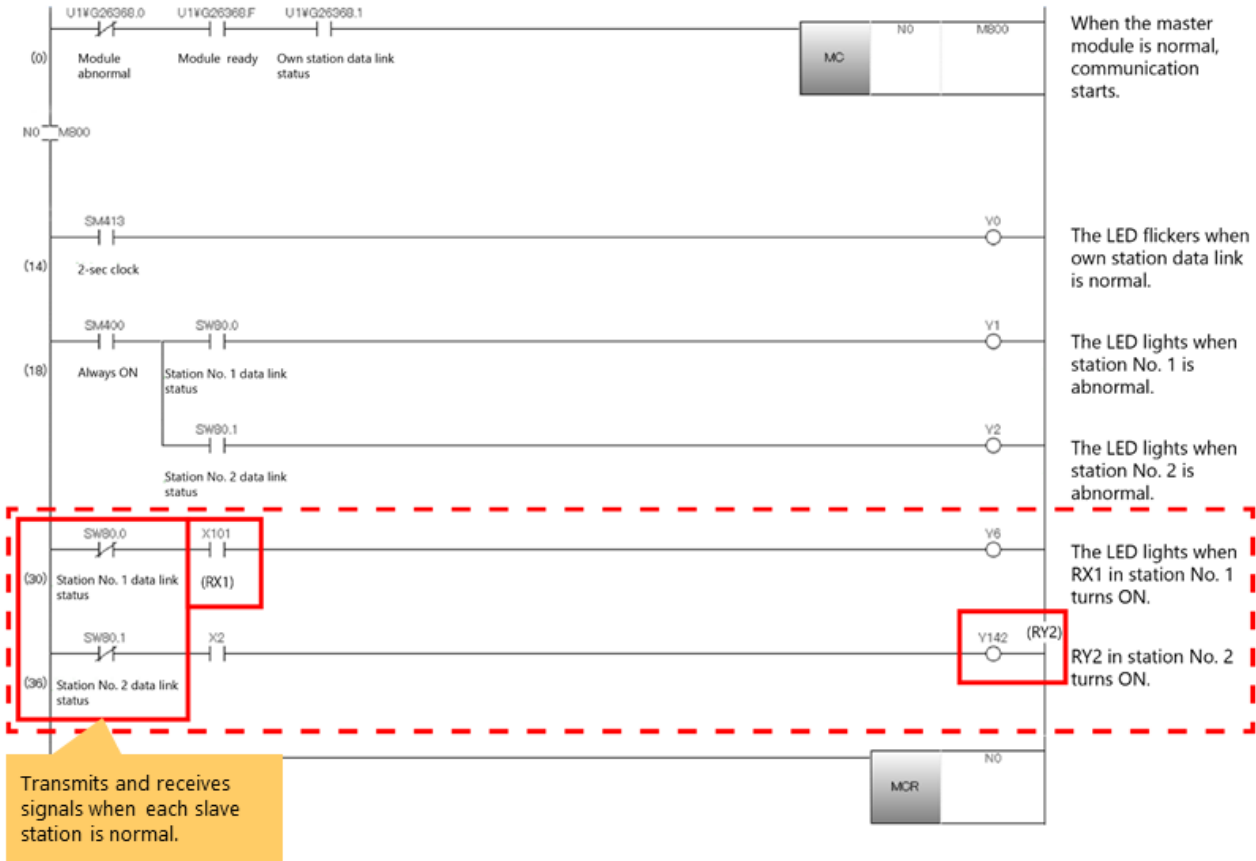 U1¥G26368.0 U1¥G26368.F U1¥G26368.1
(0) Module abnormal Module ready Own station data link status
MC N0 M800
When the master
module is normal,
communication
starts.
N0 M800
SM413 Y0
(14) 2-sec clock
The LED flickers when
own station data link
is normal.
SM400 SW80.0 Y1
(18) Always ON Station No. 1 data link
status
The LED lights when
station No. 1 is
abnormal.
SW80.1 Y2
Station No. 2 data link
status
The LED lights when
station No. 2 is
abnormal.
SW80.0 X101 Y6
(30) Station No. 1 data link
status
(RX1)
The LED lights when
RX1 in station No. 1
turns ON.
SW80.1 X2 Y142 (RY2)
(36) Station No. 2 data link
status
RY2 in station No. 2
turns ON.
MCR N0
Transmits and receives
signals when each slave
station is normal.